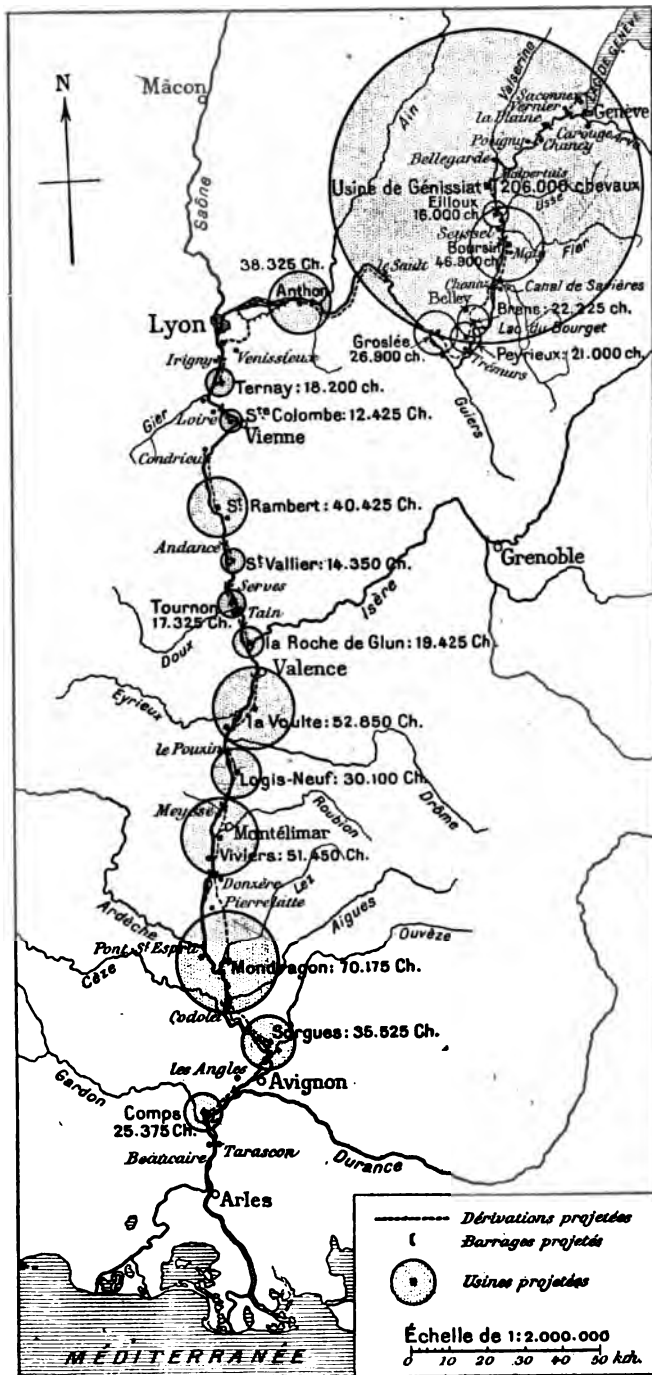 N
Mâcon
Saône
Ain
Valserine
LAC DE GENÈVE
Saconnex
Vernier
la Plaine
Genève
Pougny
Carouge
Chancy
Arve
Bellegarde
Malpertuis
Usine de Génissiat 206.000 chevaux
Usse
Eilloux
16.000 ch
Seyssel
Boursin
46.900 ch
Fier
38.325 Ch.
Anthon
le Sault
Chanaz
Canal de Savières
Belley
Brens: 22.225 ch.
Lac du Bourget
Groslée
26.900 ch.
Peyrieux: 21.000 ch.
Trémurs
Guiers
Lyon
Venissieux
Irigny
Ternay: 18.200 ch.
Gier
Loire
Ste Colombe: 12.425 Ch.
Vienne
Condrieu
St Rambert: 40.425 Ch.
Andance
St Vallier: 14.350 Ch.
Grenoble
Serves
Tournon
17.325 Ch.
Tain
Isère
Doux
la Roche de Glun: 19.425 Ch
Valence
Eyrieux
la Voulte: 52.850 Ch.
le Pouzin
Logis-Neuf: 30.100 Ch.
Drôme
Meysse
Roubion
Montélimar
Viviers: 51.450 ch.
Donzère
Lez
Pierrelatte
Ardèche
Aigues
Ouvèze
Pont-St Esprit
Cèze
Mondragon: 70.175 Ch.
Codolet
Sorgues: 35.525 Ch.
les Angles
Avignon
Gardon
Comps
25.375 Ch.
Beaucaire
Tarascon
Durance
Arles
MÉDITERRANÉE
Dérivations projetées
Barrages projetés
Usines projetées
Échelle de 1:2.000.000
0 10 20 30 40 50 km.